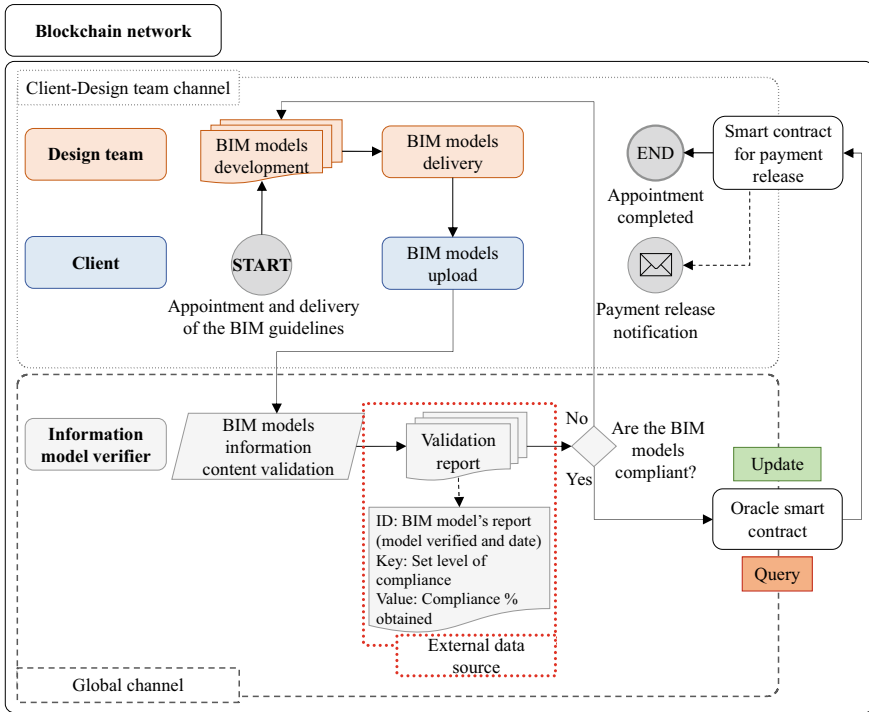 Blockchain network
Client-Design team channel
Design team
BIM models
development
BIM models
delivery
END
Appointment
completed
Smart contract
for payment
release
Client
START
Appointment and delivery
of the BIM guidelines
BIM models
upload
Payment release
notification
Information
model verifier
BIM models
information
content validation
Validation
report
No
Yes
Are the BIM
models
compliant?
Update
Oracle smart
contract
Query
ID: BIM model's report
(model verified and date)
Key: Set level of
compliance
Value: Compliance %
obtained
External data
source
Global channel